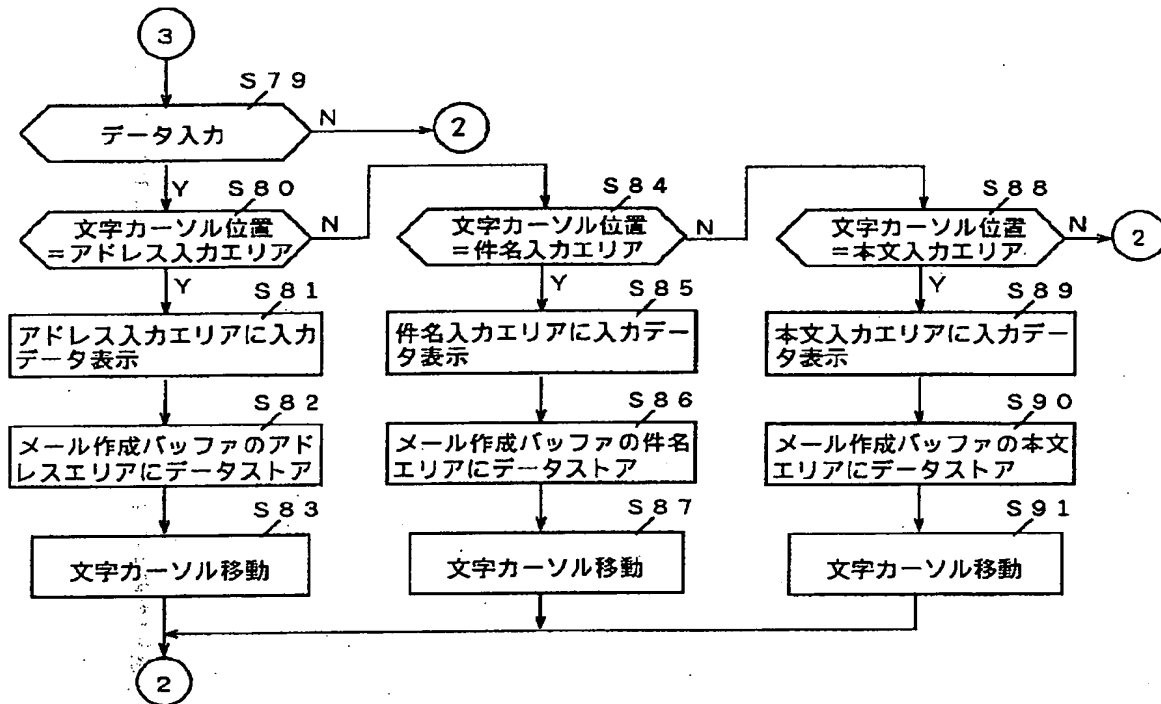 3
S79
データ入力
N
2
Y
S80
文字カーソル位置
=アドレス入力エリア
N
S84
文字カーソル位置
=件名入力エリア
N
S88
文字カーソル位置
=本文入力エリア
N
2
Y
S81
アドレス入力エリアに入力
データ表示
Y
S85
件名入力エリアに入力デー
タ表示
Y
S89
本文入力エリアに入力デー
タ表示
S82
メール作成バッファのアド
レスエリアにデータストア
S86
メール作成バッファの件名
エリアにデータストア
S90
メール作成バッファの本文
エリアにデータストア
S83
文字カーソル移動
S87
文字カーソル移動
S91
文字カーソル移動
2